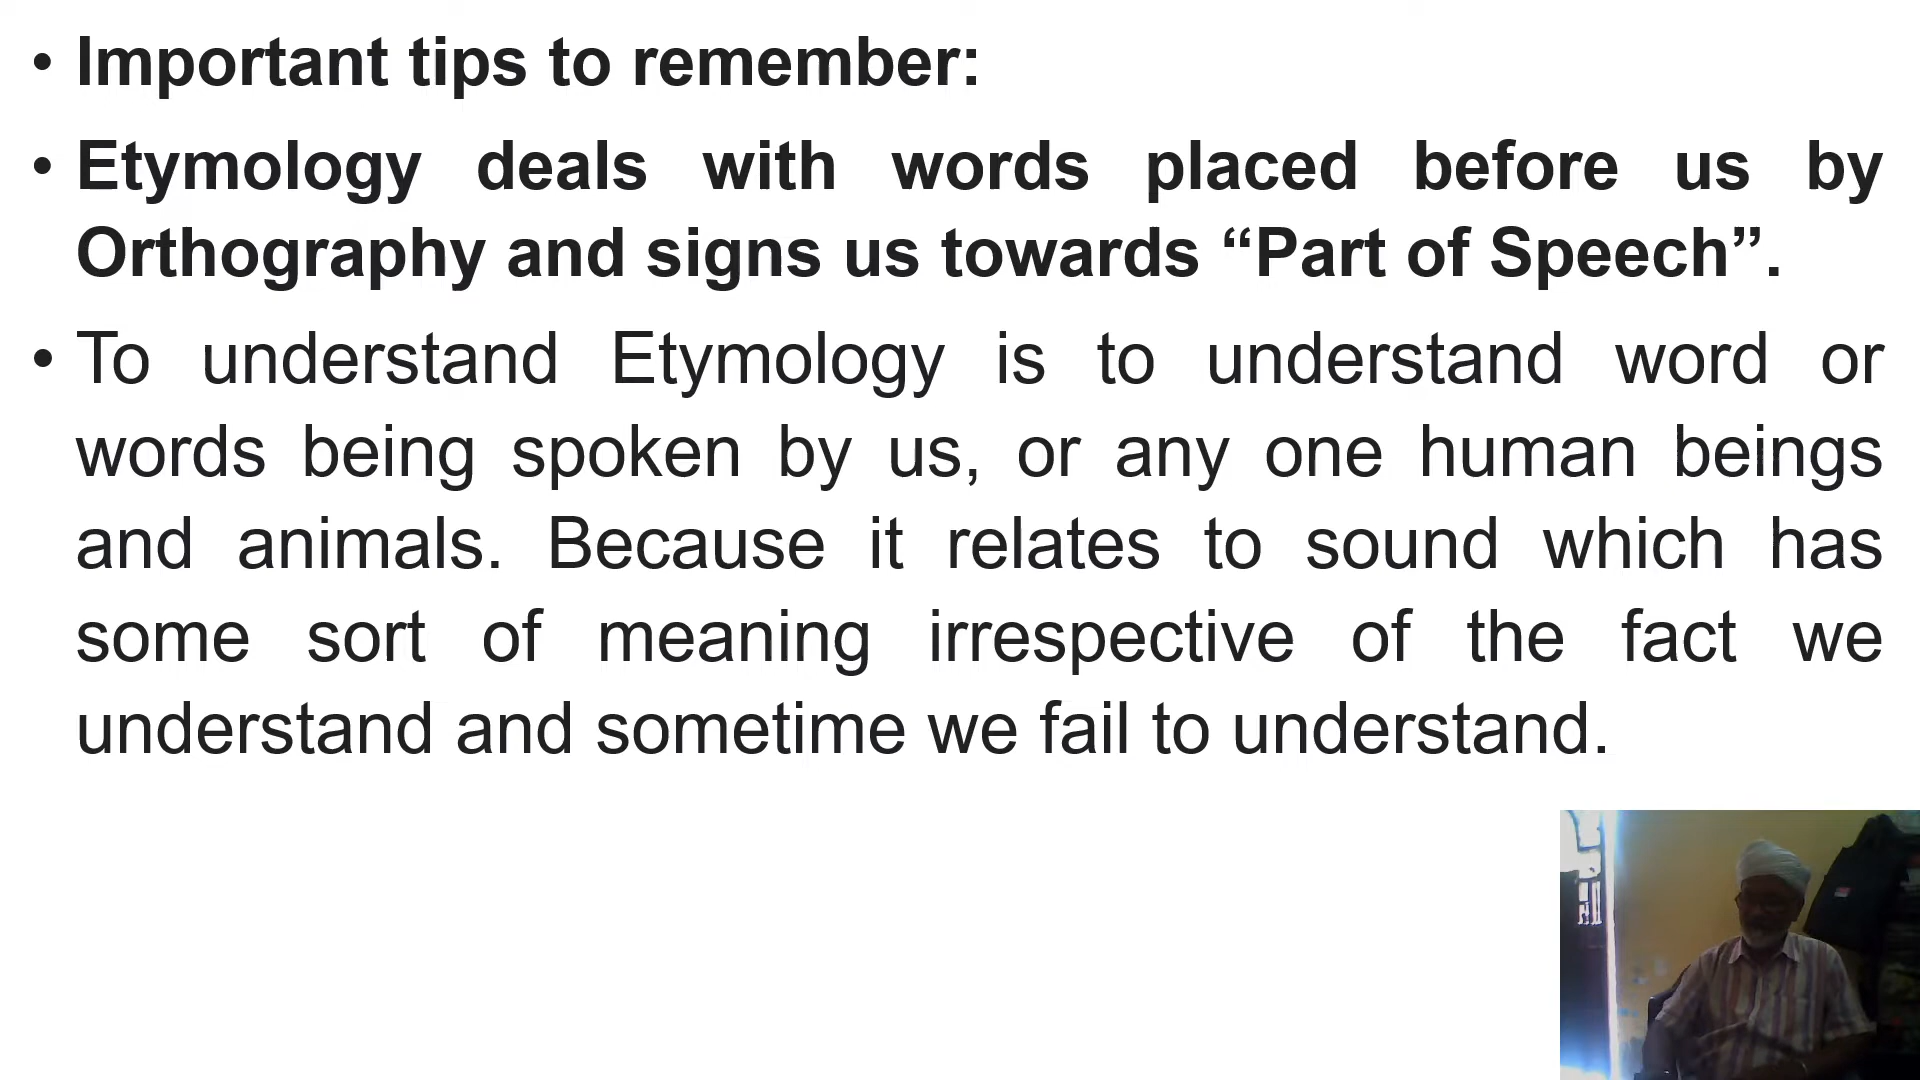 • Important tips to remember:
• Etymology deals with words placed before us by
Orthography and signs us towards “Part of Speech”.
• To understand Etymology is to understand word or
words being spoken by us, or any one human beings
and animals. Because it relates to sound which has
some sort of meaning irrespective of the fact we
understand and sometime we fail to understand.